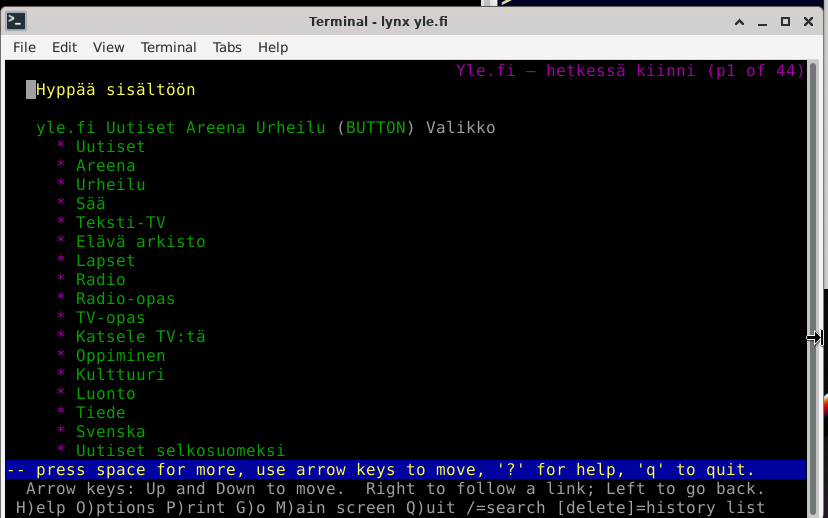 Terminal - lynx yle.fi
File Edit View Terminal Tabs Help
Yle.fi – hetkessä kiinni (p1 of 44)
Hyppää sisältöön
yle.fi Uutiset Areena Urheilu (BUTTON) Valikko
* Uutiset
* Areena
* Urheilu
* Sää
* Teksti-TV
* Elävä arkisto
* Lapset
* Radio
* Radio-opas
* TV-opas
* Katsele TV:tä
* Oppiminen
* Kulttuuri
* Luonto
* Tiede
* Svenska
* Uutiset selkosuomeksi
-- press space for more, use arrow keys to move, '?' for help, 'q' to quit.
Arrow keys: Up and Down to move. Right to follow a link; Left to go back.
H)elp O)ptions P)rint G)o M)ain screen Q)uit /=search [delete]=history list